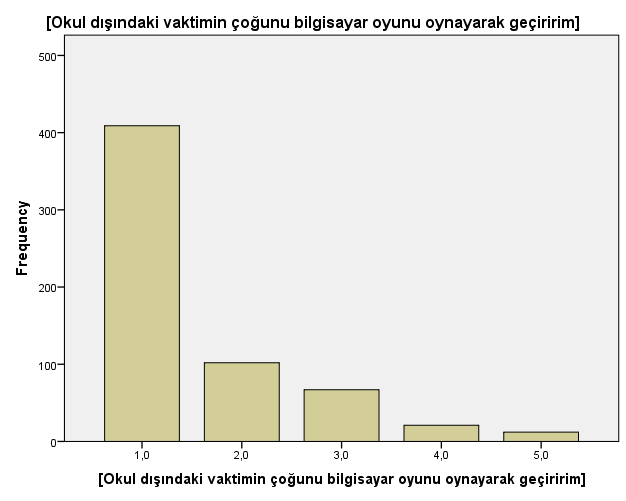 [Okul dışındaki vaktimin çoğunu bilgisayar oyunu oynayarak geçiririm]
500
400
300
200
100
0
Frequency
1,0 2,0 3,0 4,0 5,0
[Okul dışındaki vaktimin çoğunu bilgisayar oyunu oynayarak geçiririm]